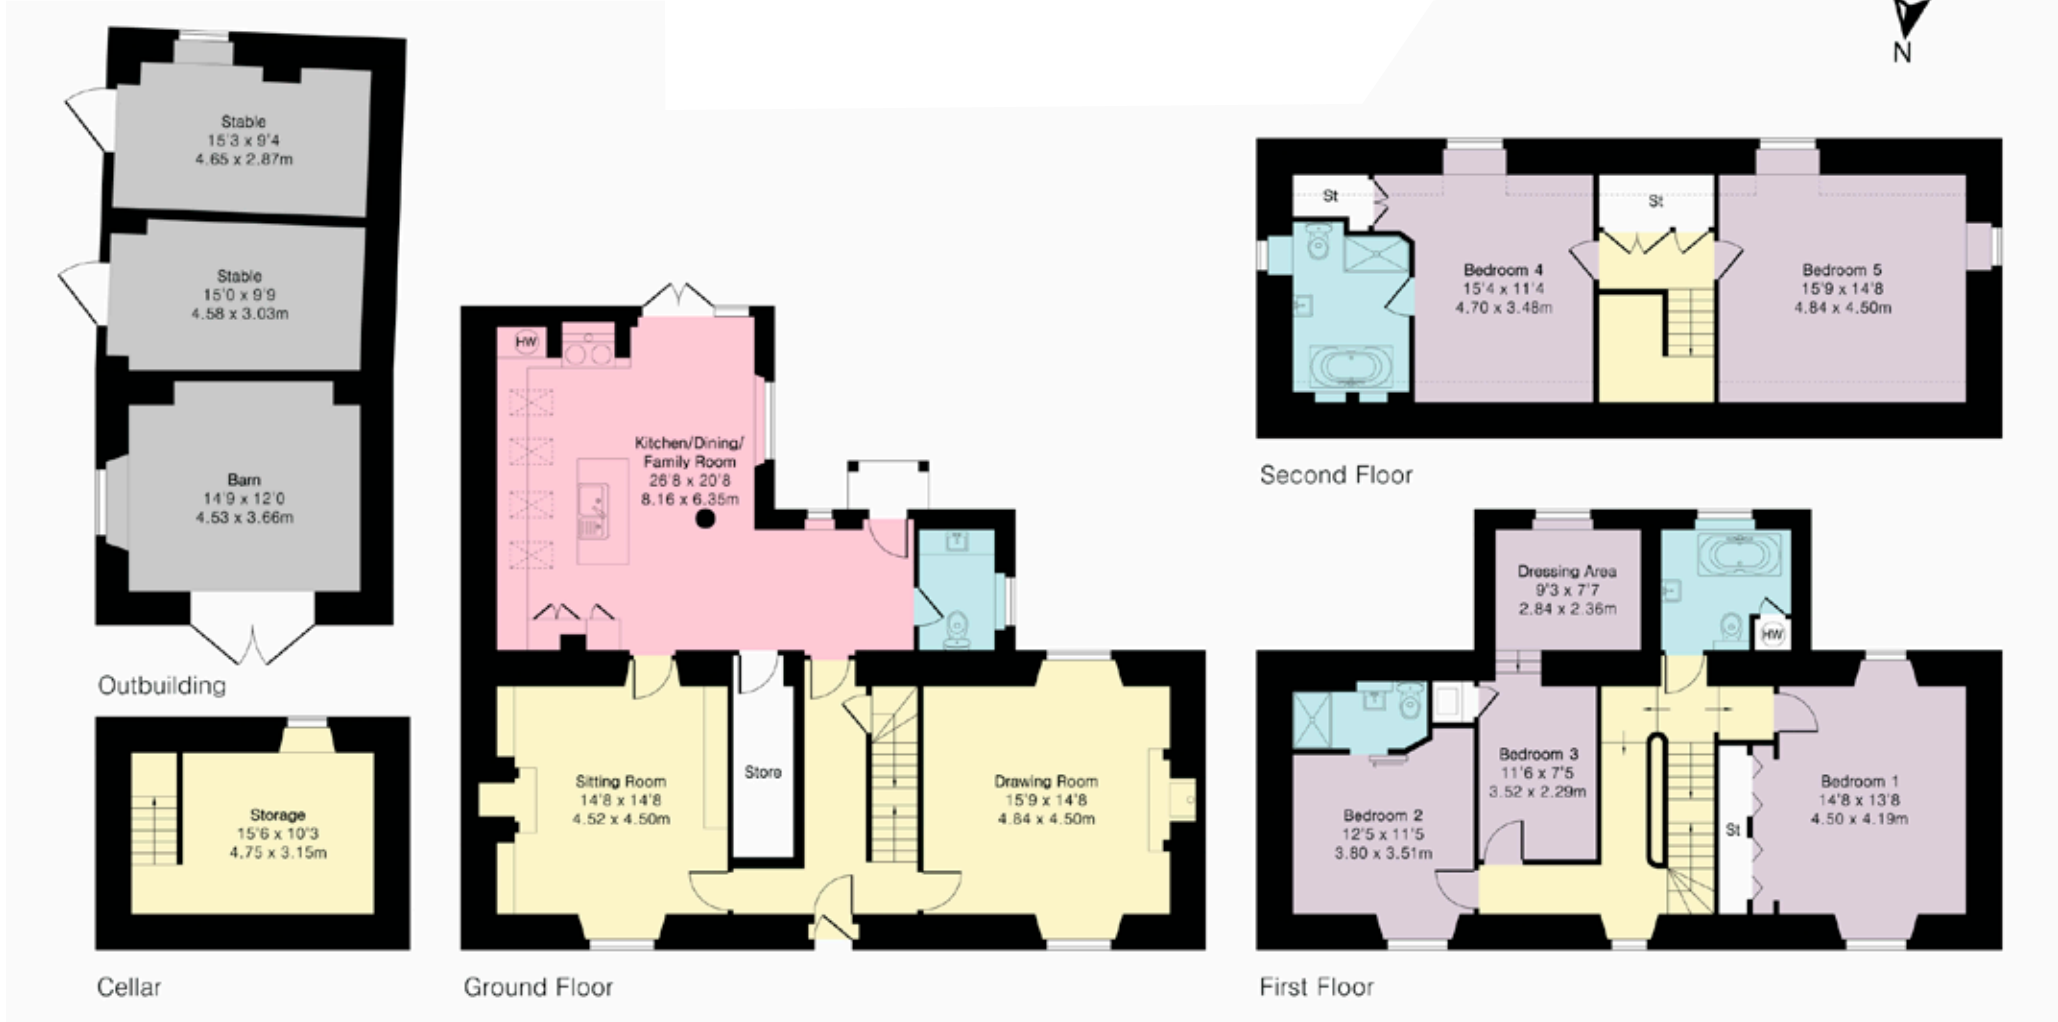 N
Stable
15'3 x 9'4
4.65 x 2.87m
Stable
15'0 x 9'9
4.58 x 3.03m
Barn
14'9 x 12'0
4.53 x 3.66m
Outbuilding
Storage
15'6 x 10'3
4.75 x 3.15m
Cellar
HW
Kitchen/Dining/
Family Room
26'8 x 20'8
8.16 x 6.35m
Sitting Room
14'8 x 14'8
4.52 x 4.50m
Store
Drawing Room
15'9 x 14'8
4.84 x 4.50m
Ground Floor
St
St
Bedroom 4
15'4 x 11'4
4.70 x 3.48m
Bedroom 5
15'9 x 14'8
4.84 x 4.50m
Second Floor
Dressing Area
9'3 x 7'7
2.84 x 2.36m
HW
Bedroom 3
11'6 x 7'5
3.52 x 2.29m
Bedroom 2
12'5 x 11'5
3.80 x 3.51m
St
Bedroom 1
14'8 x 13'8
4.50 x 4.19m
First Floor